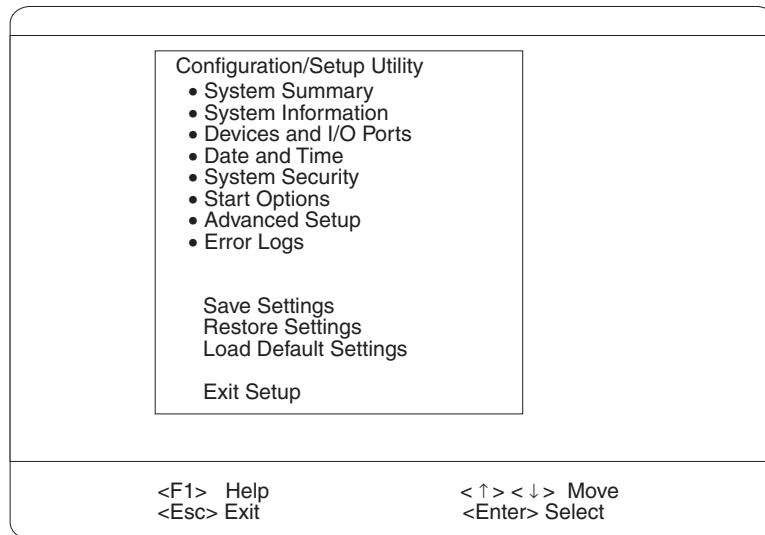 Configuration/Setup Utility
• System Summary
• System Information
• Devices and I/O Ports
• Date and Time
• System Security
• Start Options
• Advanced Setup
• Error Logs
Save Settings
Restore Settings
Load Default Settings
Exit Setup
<F1> Help <↑><↓> Move
<Esc> Exit <Enter> Select